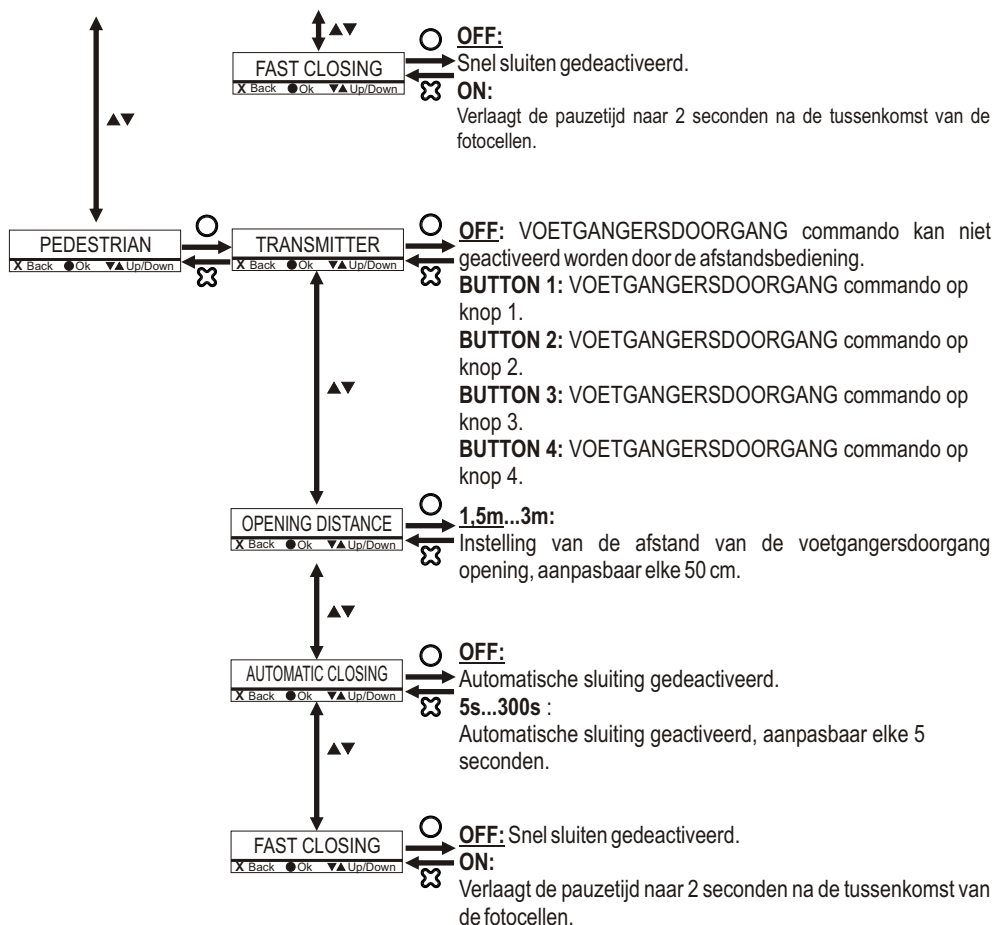 ▲▼
FAST CLOSING
X Back ●Ok ▼▲Up/Down
OFF:
Snel sluiten gedeactiveerd.
ON:
Verlaagt de pauzetijd naar 2 seconden na de tussenkomst van de
fotocellen.
▲▼
PEDESTRIAN
X Back ●Ok ▼▲Up/Down
TRANSMITTER
X Back ●Ok ▼▲Up/Down
OFF: VOETGANGERSDOORGANG commando kan niet
geactiveerd worden door de afstandsbediening.
BUTTON 1: VOETGANGERSDOORGANG commando op
knop 1.
BUTTON 2: VOETGANGERSDOORGANG commando op
knop 2.
BUTTON 3: VOETGANGERSDOORGANG commando op
knop 3.
BUTTON 4: VOETGANGERSDOORGANG commando op
knop 4.
▲▼
OPENING DISTANCE
X Back ●Ok ▼▲Up/Down
1,5m...3m:
Instelling van de afstand van de voetgangersdoorgang
opening, aanpasbaar elke 50 cm.
▲▼
AUTOMATIC CLOSING
X Back ●Ok ▼▲Up/Down
OFF:
Automatische sluiting gedeactiveerd.
5s...300s :
Automatische sluiting geactiveerd, aanpasbaar elke 5
seconden.
▲▼
FAST CLOSING
X Back ●Ok ▼▲Up/Down
OFF: Snel sluiten gedeactiveerd.
ON:
Verlaagt de pauzetijd naar 2 seconden na de tussenkomst van
de fotocellen.